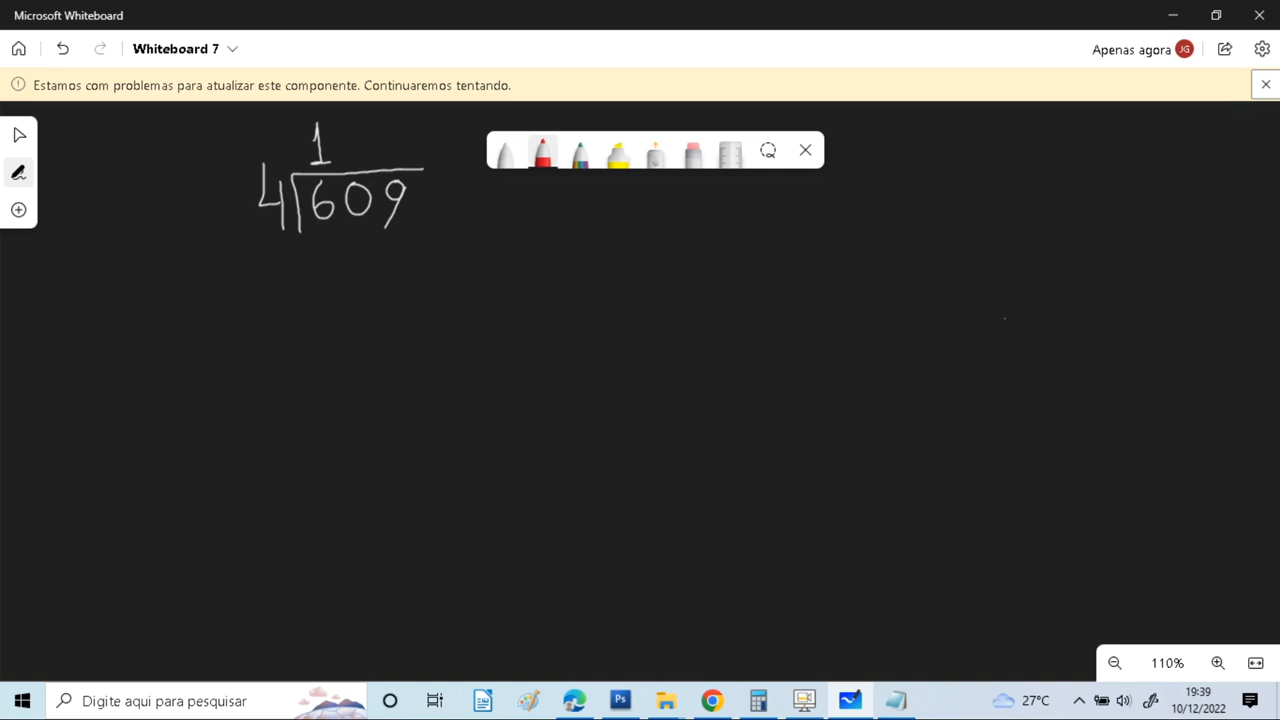 Microsoft Whiteboard
Whiteboard 7
Apenas agora JG
Estamos com problemas para atualizar este componente. Continuaremos tentando.
1
4 609
110%
Digite aqui para pesquisar
27°C
19:39
10/12/2022